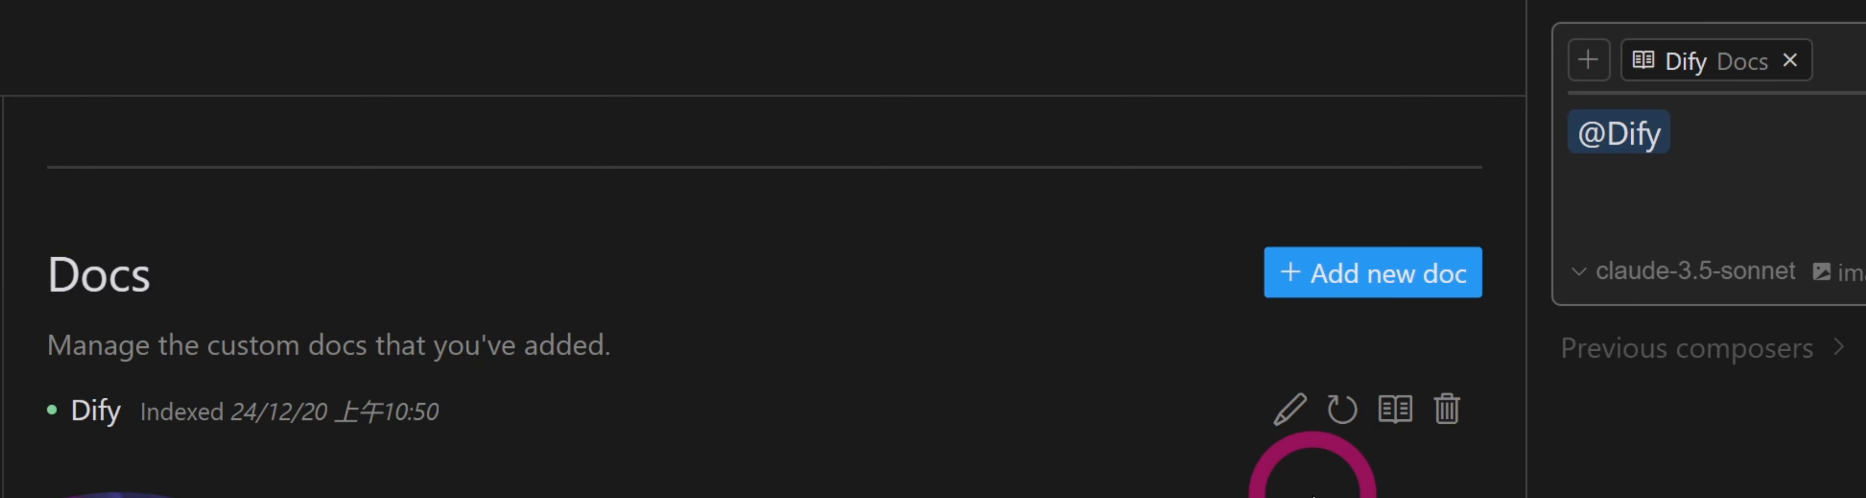 Docs
+ Add new doc
Manage the custom docs that you've added.
Dify Indexed 24/12/20 上午10:50
+ Dify Docs ×
@Dify
claude-3.5-sonnet
Previous composers >